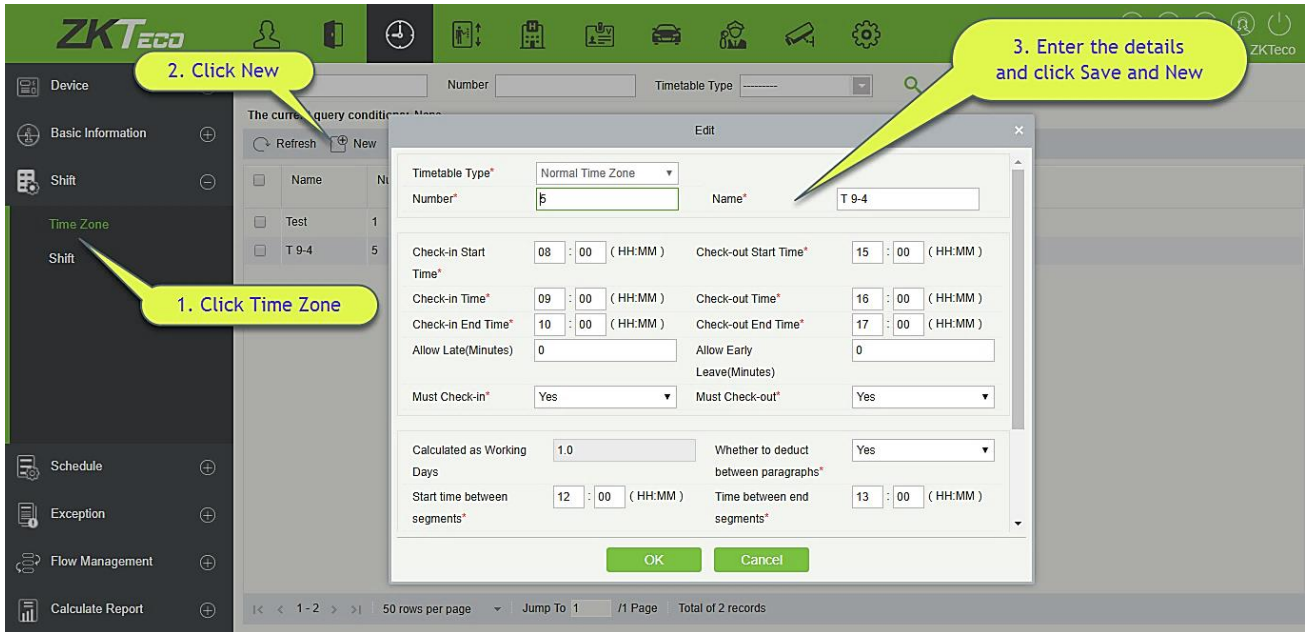 ZKTeco
ZKTeco
3. Enter the details
and click Save and New
2. Click New
Device
Number
Timetable Type ---------
The current query conditions: None
Basic Information
Refresh New
Edit
Shift
Name
Timetable Type* Normal Time Zone
Number* 5 Name* T 9-4
Time Zone
Test 1
T 9-4 5
Shift
Check-in Start
Time* 08 : 00 ( HH:MM ) Check-out Start Time* 15 : 00 ( HH:MM )
1. Click Time Zone
Check-in Time* 09 : 00 ( HH:MM ) Check-out Time* 16 : 00 ( HH:MM )
Check-in End Time* 10 : 00 ( HH:MM ) Check-out End Time* 17 : 00 ( HH:MM )
Allow Late(Minutes) 0 Allow Early
Leave(Minutes) 0
Must Check-in* Yes Must Check-out* Yes
Calculated as Working
Days 1.0 Whether to deduct
between paragraphs* Yes
Start time between
segments* 12 : 00 ( HH:MM ) Time between end
segments* 13 : 00 ( HH:MM )
Schedule
Exception
OK Cancel
Flow Management
Calculate Report
1 - 2 50 rows per page Jump To 1 /1 Page Total of 2 records